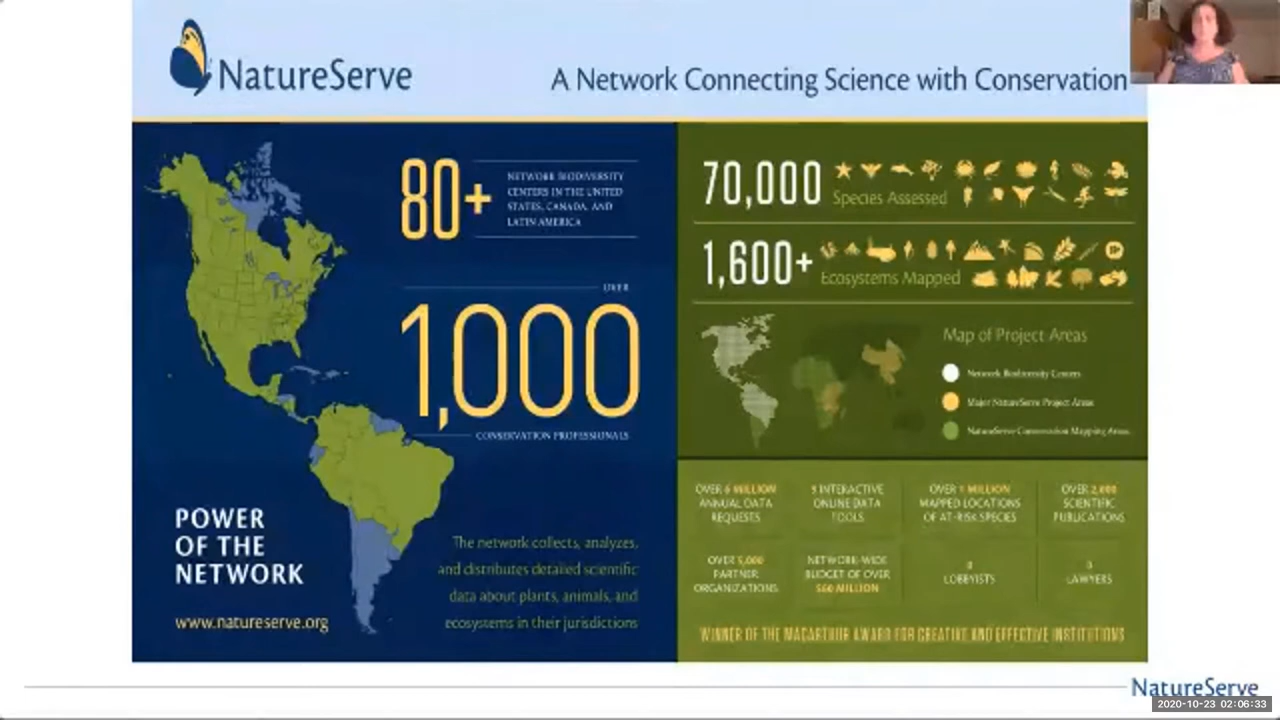 NatureServe
A Network Connecting Science with Conservation
80+
NETWORK BIODIVERSITY
CENTERS IN THE UNITED
STATES, CANADA, AND
LATIN AMERICA
OVER
1,000
CONSERVATION PROFESSIONALS
POWER
OF THE
NETWORK
www.natureserve.org
The network collects, analyzes,
and distributes detailed scientific
data about plants, animals, and
ecosystems in their jurisdictions
70,000
Species Assessed
1,600+
Ecosystems Mapped
Map of Project Areas
Network Biodiversity Centers
Major NatureServe Project Areas
NatureServe Conservation Mapping Areas
OVER 6 MILLION
ANNUAL DATA
REQUESTS
5 INTERACTIVE
ONLINE DATA
TOOLS
OVER 1 MILLION
MAPPED LOCATIONS
OF AT-RISK SPECIES
OVER 2,000
SCIENTIFIC
PUBLICATIONS
OVER 5,000
PARTNER
ORGANIZATIONS
NETWORK-WIDE
BUDGET OF OVER
$60 MILLION
0
LOBBYISTS
0
LAWYERS
WINNER OF THE MACARTHUR AWARD FOR CREATIVE AND EFFECTIVE INSTITUTIONS
NatureServe
2020-10-23 02:06:33